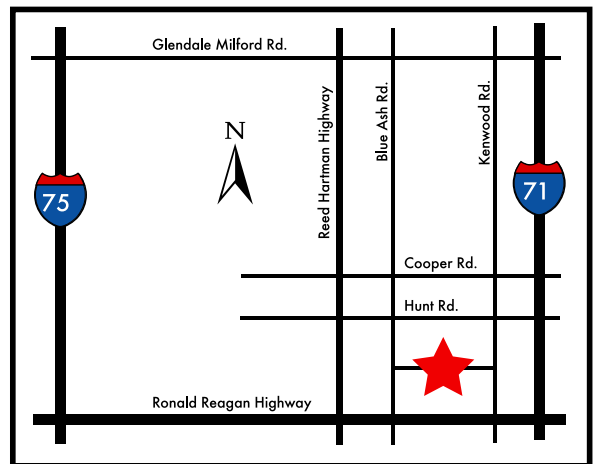 Glendale Milford Rd.
Reed Hartman Highway
Blue Ash Rd.
Kenwood Rd.
N
75
71
Cooper Rd.
Hunt Rd.
Ronald Reagan Highway